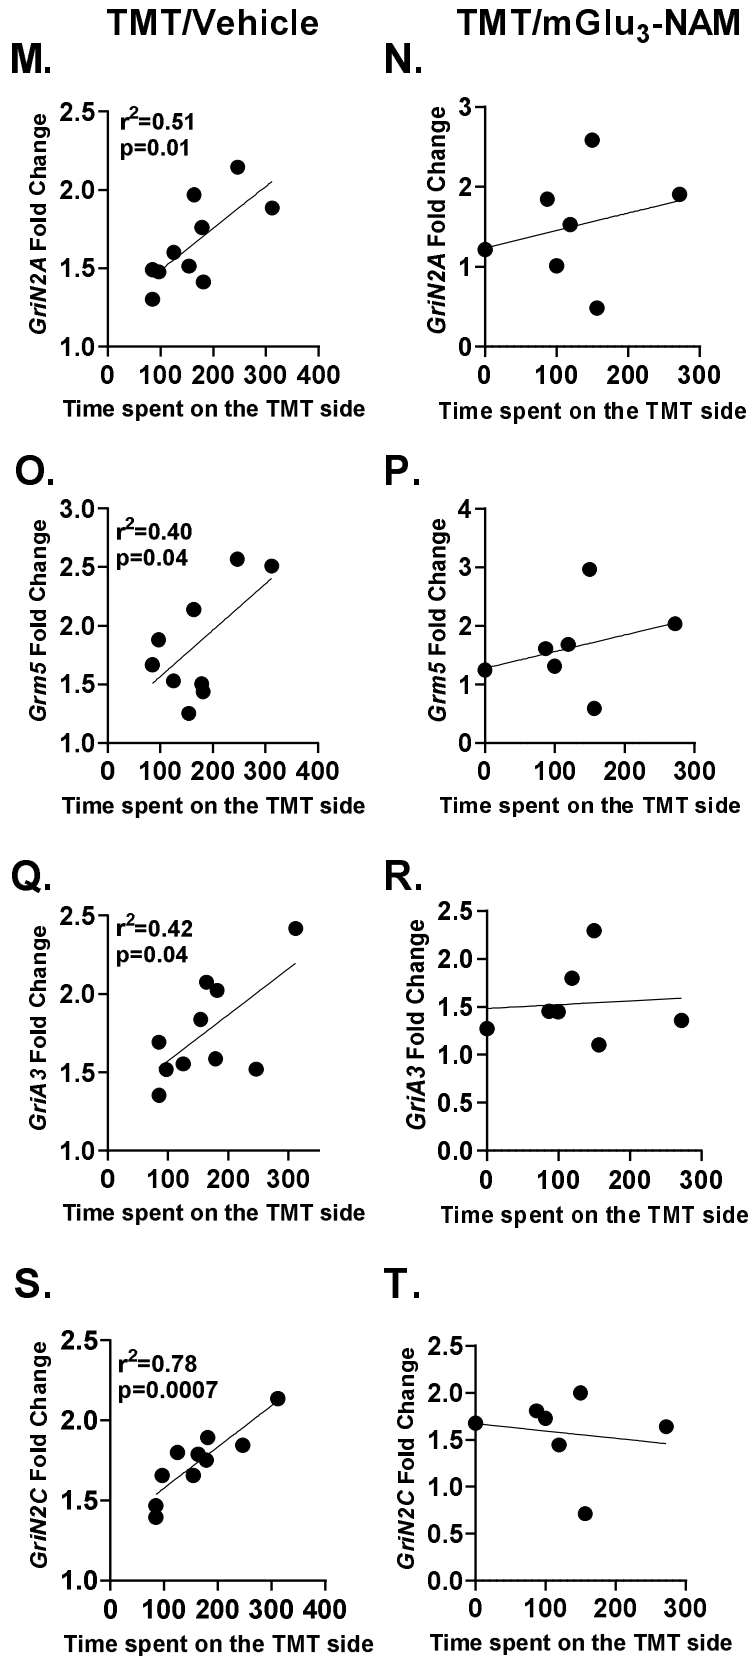 TMT/Vehicle
TMT/mGlu3-NAM
M.
GriN2A Fold Change
2.5
2.0
1.5
1.0
r2=0.51
p=0.01
0 100 200 300 400
Time spent on the TMT side
N.
GriN2A Fold Change
3
2
1
0
0 100 200 300
Time spent on the TMT side
O.
Grm5 Fold Change
3.0
2.5
2.0
1.5
1.0
r2=0.40
p=0.04
0 100 200 300 400
Time spent on the TMT side
P.
Grm5 Fold Change
4
3
2
1
0
0 100 200 300
Time spent on the TMT side
Q.
GriA3 Fold Change
2.5
2.0
1.5
1.0
r2=0.42
p=0.04
0 100 200 300
Time spent on the TMT side
R.
GriA3 Fold Change
2.5
2.0
1.5
1.0
0.5
0.0
0 100 200 300
Time spent on the TMT side
S.
GriN2C Fold Change
2.5
2.0
1.5
1.0
r2=0.78
p=0.0007
0 100 200 300 400
Time spent on the TMT side
T.
GriN2C Fold Change
2.5
2.0
1.5
1.0
0.5
0.0
0 100 200 300
Time spent on the TMT side